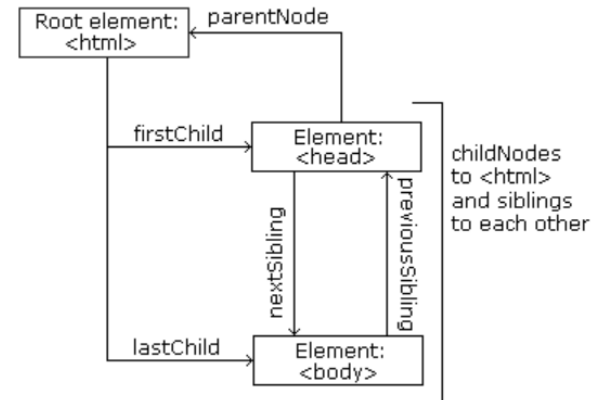 Root element:
<html>
parentNode
firstChild
Element:
<head>
childNodes
to <html>
and siblings
to each other
nextSibling
previousSibling
lastChild
Element:
<body>